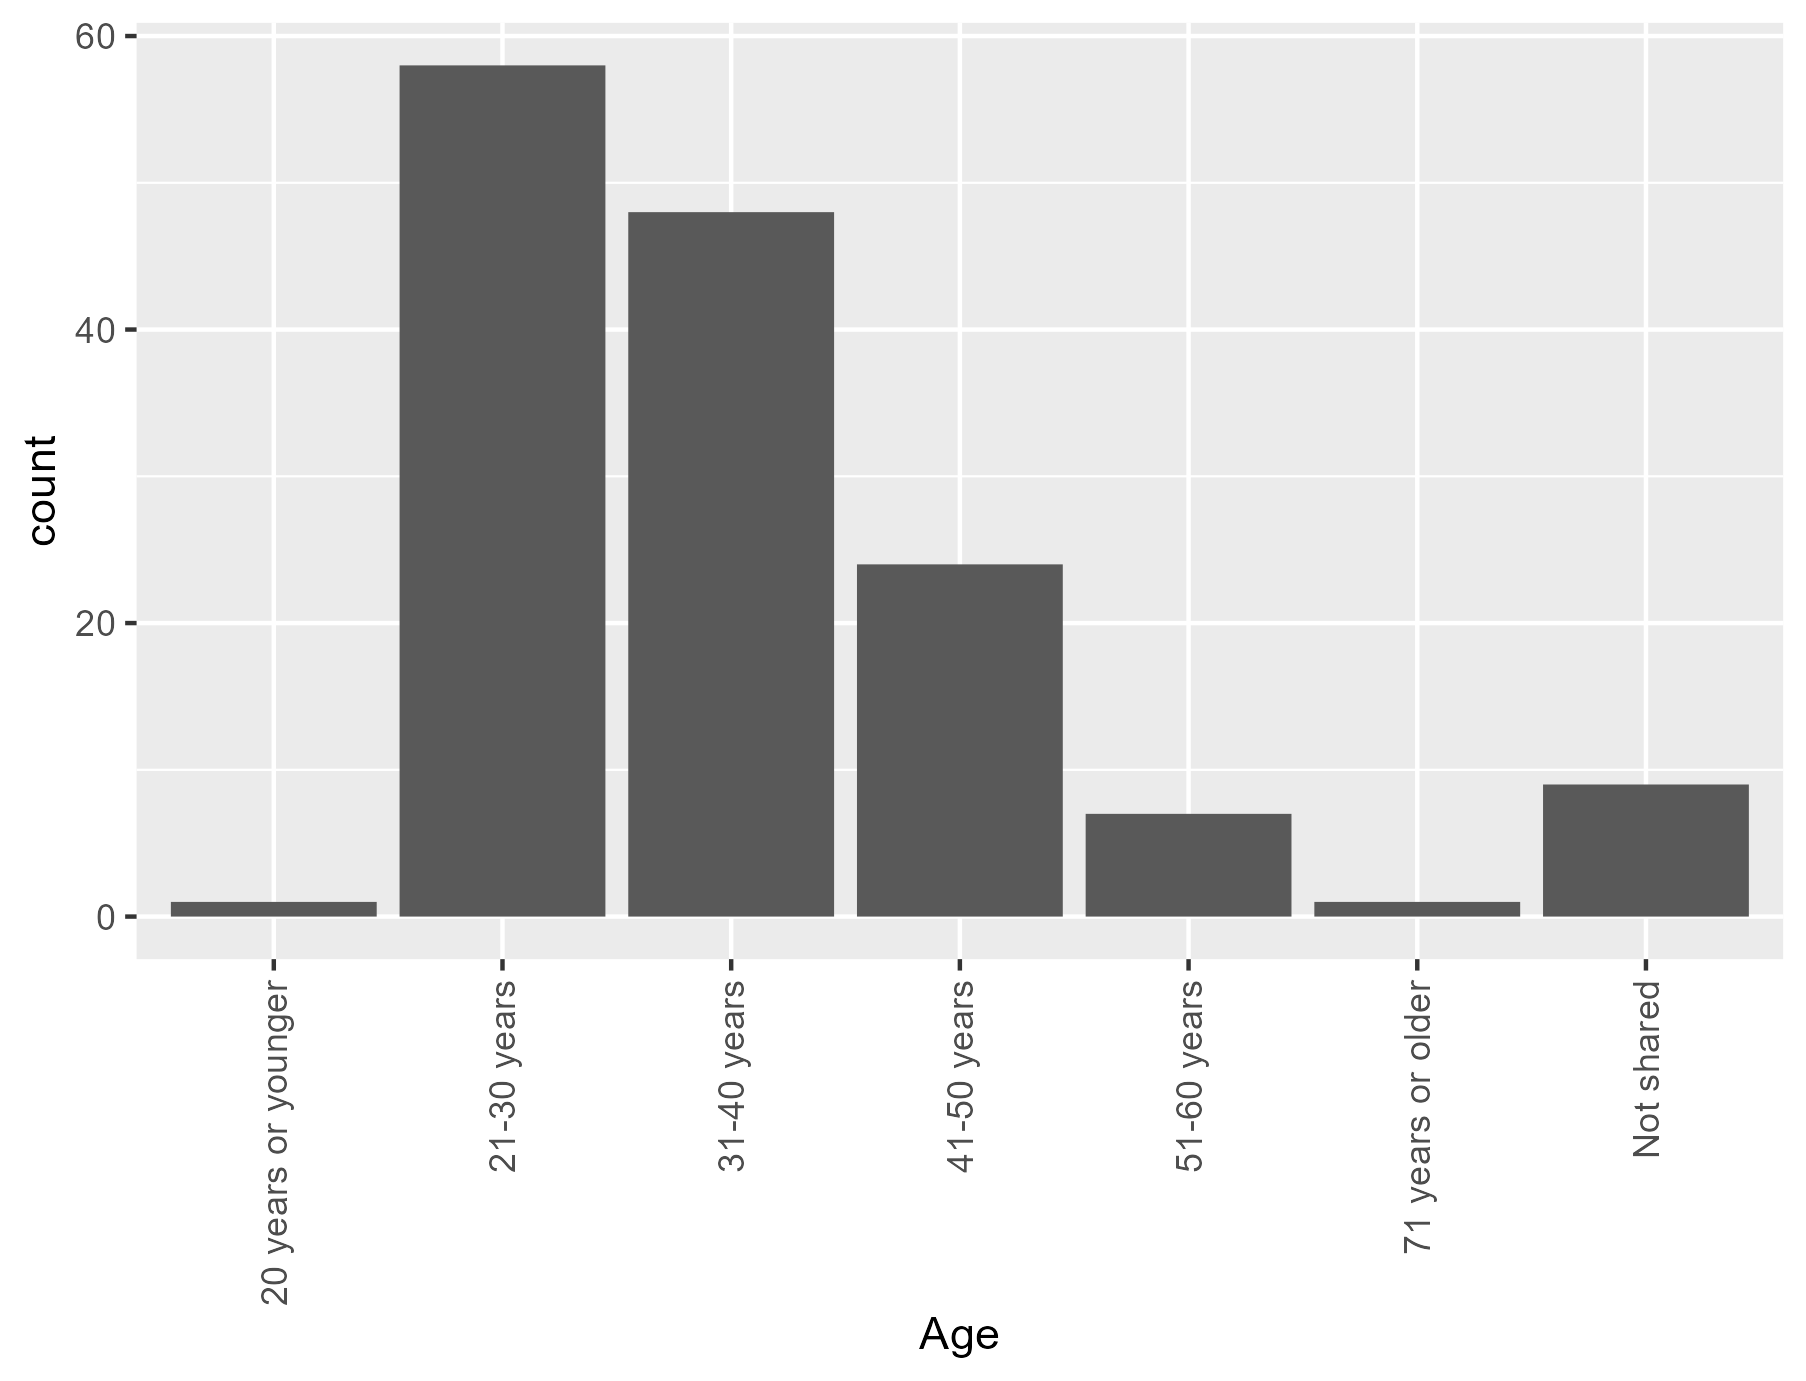 60
40
20
0
count
20 years or younger
21-30 years
31-40 years
41-50 years
51-60 years
71 years or older
Not shared
Age